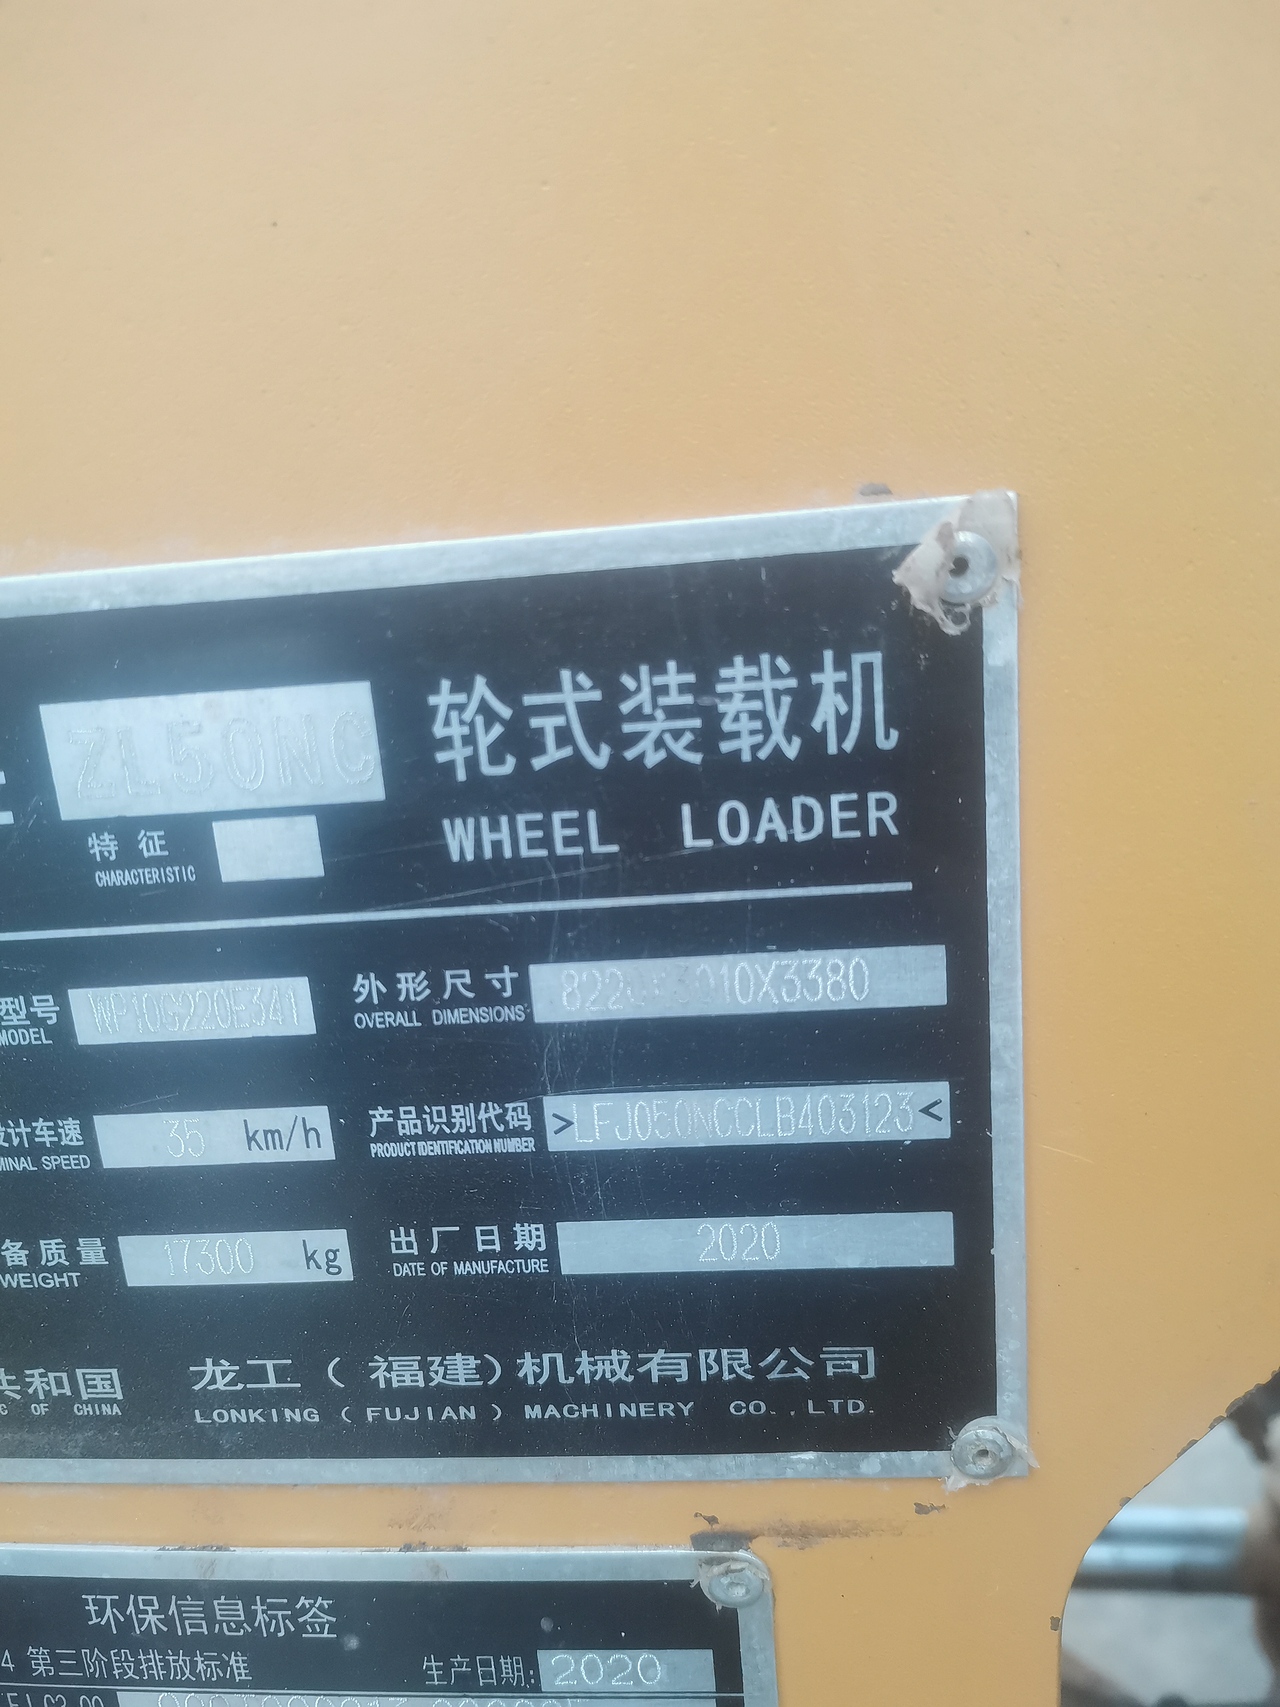 ZL50NC 轮式装载机
特征 WHEEL LOADER
CHARACTERISTIC
型号 WP10G220E341 外形尺寸 10X3380
MODEL OVERALL DIMENSIONS
计车速 35 km/h 产品识别代码 >LFJ050NCCLB403123<
SPEED PRODUCT IDENTIFICATION NUMBER
备质量 17300 kg 出厂日期 2020
WEIGHT DATE OF MANUFACTURE
共和国 龙工(福建)机械有限公司
OF CHINA LONKING (FUJIAN) MACHINERY CO.,LTD.
环保信息标签
4 第三阶段排放标准 生产日期: 2020